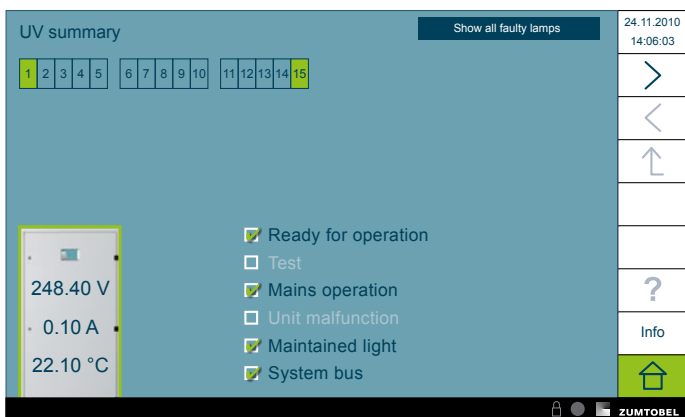 UV summary
Show all faulty lamps
24.11.2010
14:06:03
1 2 3 4 5 6 7 8 9 10 11 12 13 14 15
Ready for operation
Test
248.40 V
Mains operation
?
0.10 A
Unit malfunction
Info
Maintained light
22.10 °C
System bus
ZUMTOBEL